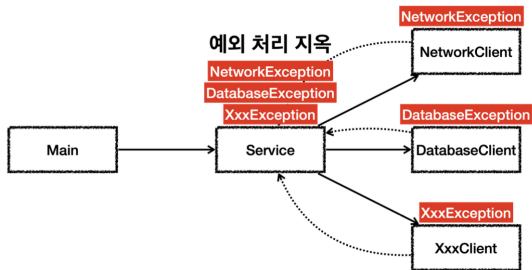 NetworkException
예외 처리 지옥
NetworkClient
NetworkException
DatabaseException
XxxException
DatabaseException
Main
Service
DatabaseClient
XxxException
XxxClient